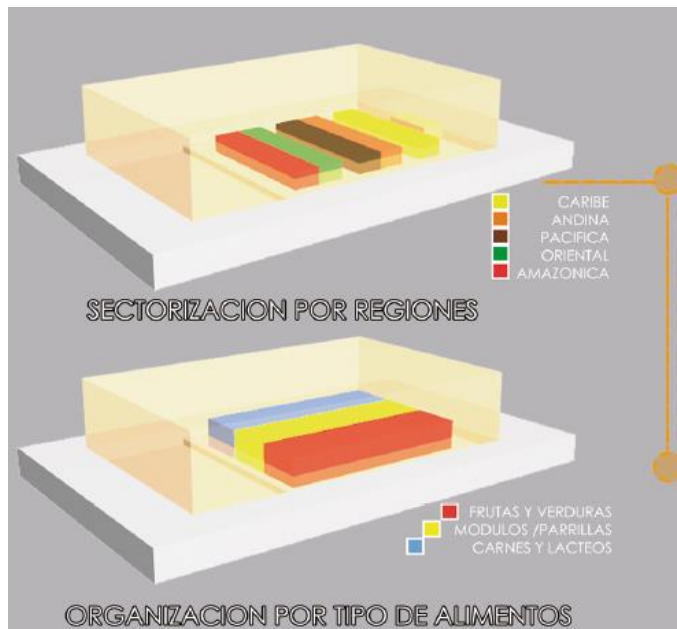 CARIBE
ANDINA
PACIFICA
ORIENTAL
AMAZONICA
SECTORIZACION POR REGIONES
FRUTAS Y VERDURAS
MODULOS /PARRILLAS
CARNES Y LACTEOS
ORGANIZACION POR TIPO DE ALIMENTOS